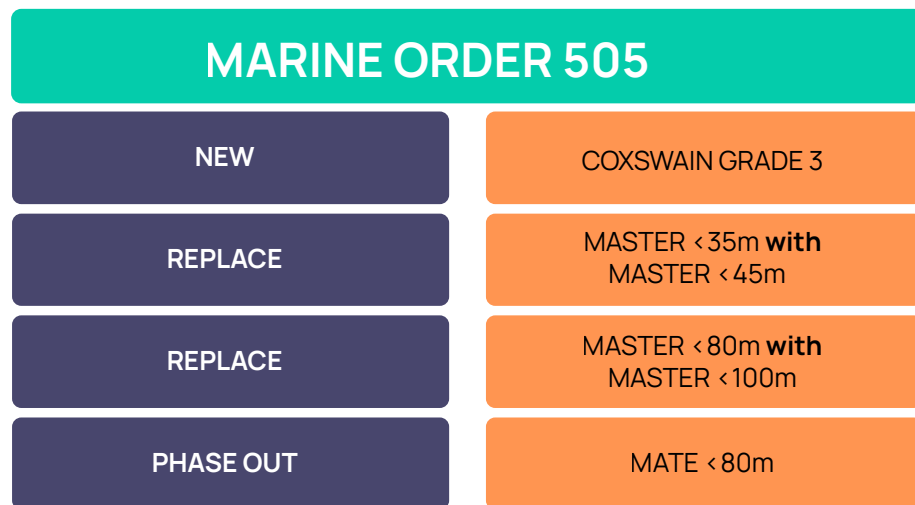 MARINE ORDER 505
NEW
COXSWAIN GRADE 3
REPLACE
MASTER <35m with
MASTER <45m
REPLACE
MASTER <80m with
MASTER <100m
PHASE OUT
MATE <80m